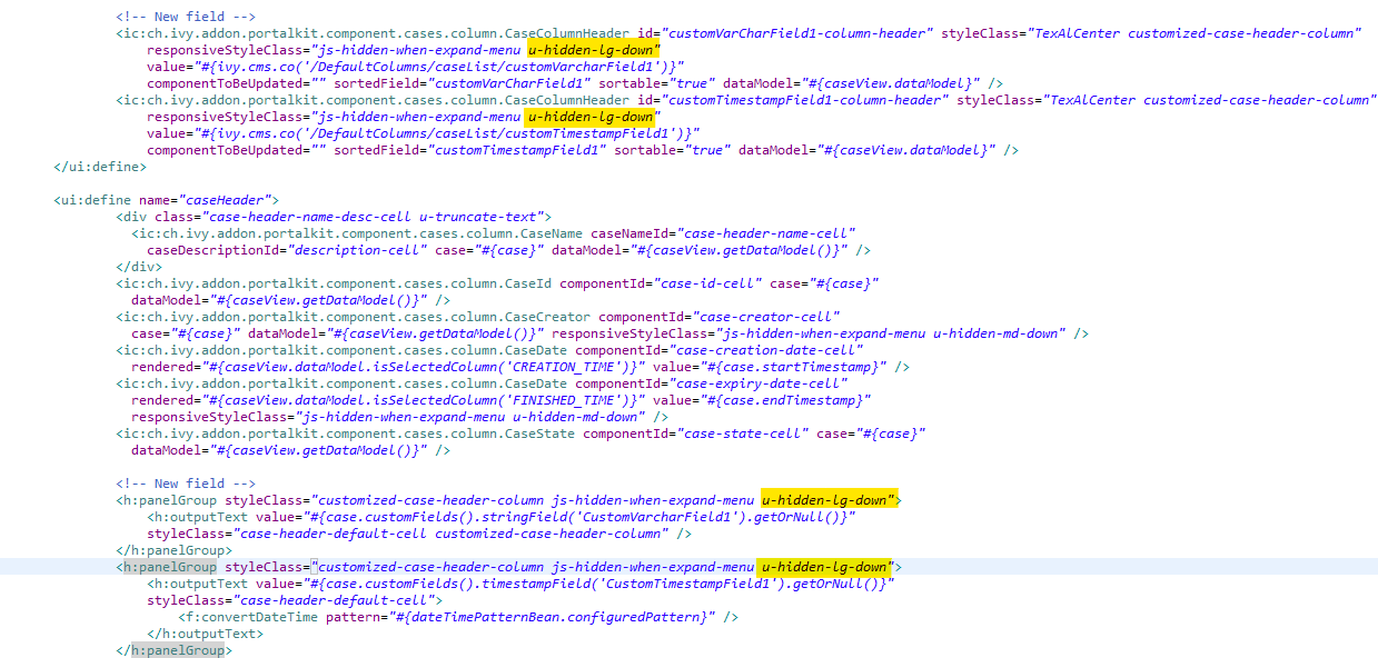 <!-- New field -->
<ic:ch.ivy.addon.portalkit.component.cases.column.CaseColumnHeader id="customVarCharField1-column-header" styleClass="TexAlCenter customized-case-header-column"
responsiveStyleClass="js-hidden-when-expand-menu u-hidden-lg-down"
value="#{ivy.cms.co('/DefaultColumns/caseList/customVarcharField1')}"
componentToBeUpdated="" sortedField="customVarCharField1" sortable="true" dataModel="#{caseView.dataModel}" />
<ic:ch.ivy.addon.portalkit.component.cases.column.CaseColumnHeader id="customTimestampField1-column-header" styleClass="TexAlCenter customized-case-header-column"
responsiveStyleClass="js-hidden-when-expand-menu u-hidden-lg-down"
value="#{ivy.cms.co('/DefaultColumns/caseList/customTimestampField1')}"
componentToBeUpdated="" sortedField="customTimestampField1" sortable="true" dataModel="#{caseView.dataModel}" />
</ui:define>
<ui:define name="caseHeader">
<div class="case-header-name-desc-cell u-truncate-text">
<ic:ch.ivy.addon.portalkit.component.cases.column.CaseName caseNameId="case-header-name-cell"
caseDescriptionId="description-cell" case="#{case}" dataModel="#{caseView.getDataModel()}" />
</div>
<ic:ch.ivy.addon.portalkit.component.cases.column.CaseId componentId="case-id-cell" case="#{case}"
dataModel="#{caseView.getDataModel()}" />
<ic:ch.ivy.addon.portalkit.component.cases.column.CaseCreator componentId="case-creator-cell"
case="#{case}" dataModel="#{caseView.getDataModel()}" responsiveStyleClass="js-hidden-when-expand-menu u-hidden-md-down" />
<ic:ch.ivy.addon.portalkit.component.cases.column.CaseDate componentId="case-creation-date-cell"
rendered="#{caseView.dataModel.isSelectedColumn('CREATION_TIME')}" value="#{case.startTimestamp}" />
<ic:ch.ivy.addon.portalkit.component.cases.column.CaseDate componentId="case-expiry-date-cell"
rendered="#{caseView.dataModel.isSelectedColumn('FINISHED_TIME')}" value="#{case.endTimestamp}"
responsiveStyleClass="js-hidden-when-expand-menu u-hidden-md-down" />
<ic:ch.ivy.addon.portalkit.component.cases.column.CaseState componentId="case-state-cell" case="#{case}"
dataModel="#{caseView.getDataModel()}" />
<!-- New field -->
<h:panelGroup styleClass="customized-case-header-column js-hidden-when-expand-menu u-hidden-lg-down">
<h:outputText value="#{case.customFields().stringField('CustomVarcharField1').getOrNull()}"
styleClass="case-header-default-cell customized-case-header-column" />
</h:panelGroup>
<h:panelGroup styleClass="customized-case-header-column js-hidden-when-expand-menu u-hidden-lg-down">
<h:outputText value="#{case.customFields().timestampField('CustomTimestampField1').getOrNull()}"
styleClass="case-header-default-cell">
<f:convertDateTime pattern="#{dateTimePatternBean.configuredPattern}" />
</h:outputText>
</h:panelGroup>